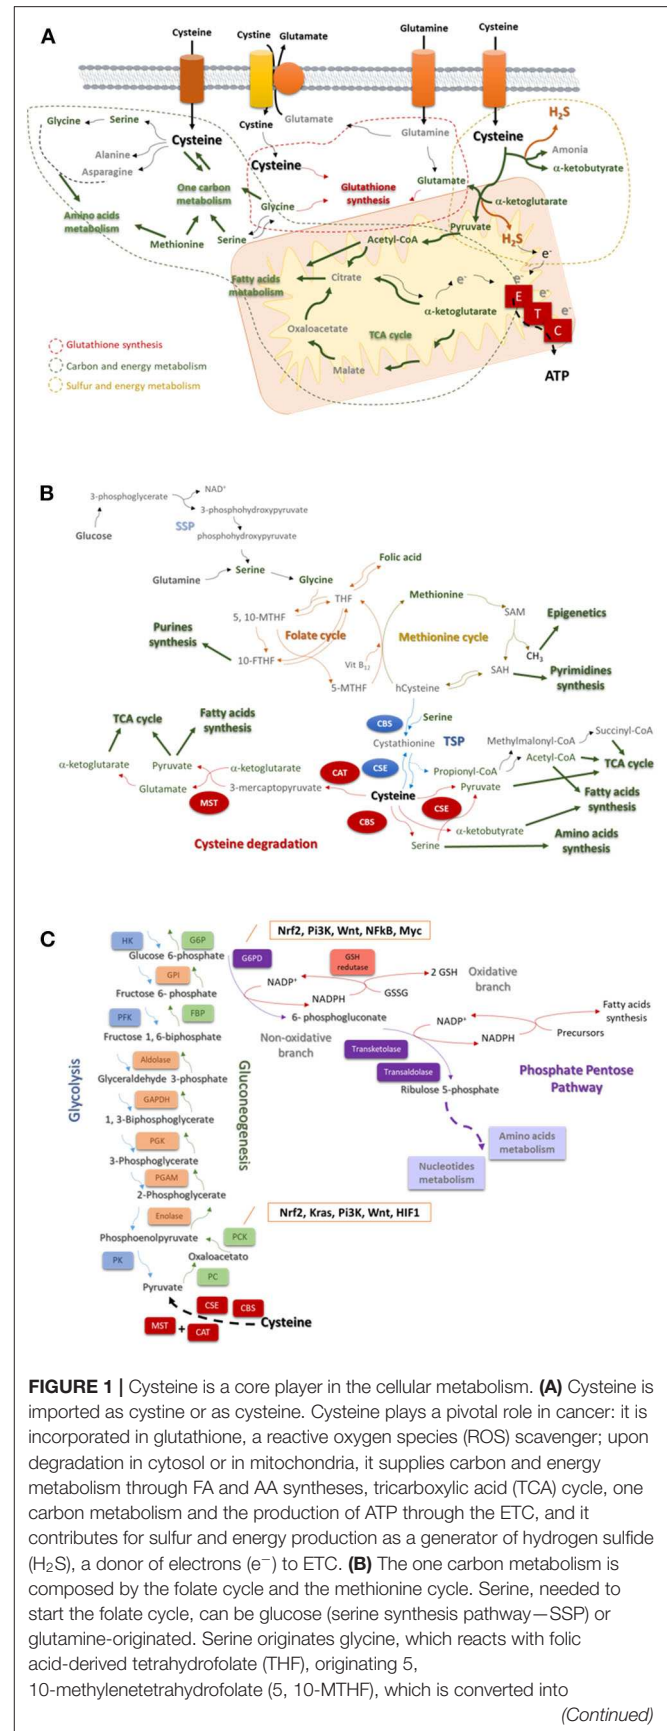 A
Cysteine
Cystine
Glutamate
Glutamine
Cysteine
Glycine
Serine
Cysteine
Cystine
Glutamate
Glutamine
Cysteine
H₂S
Alanine
Asparagine
Cysteine
Amonia
α-ketobutyrate
One carbon
metabolism
Glycine
Glutathione
synthesis
Glutamate
α-ketoglutarate
Amino acids
metabolism
Methionine
Serine
Acetyl-CoA
Pyruvate
H₂S
e⁻
Fatty acids
matabolism
Citrate
e⁻
e⁻
e⁻
e⁻
E
T
C
α-ketoglutarate
Oxaloacetate
TCA cycle
Malate
ATP
Glutathione synthesis
Carbon and energy metabolism
Sulfur and energy metabolism
B
3-phosphoglycerate
NAD⁺
3-phosphohydroxypyruvate
SSP
Glucose
phosphohydroxypyruvate
Glutamine
Serine
Glycine
Folic acid
THF
Methionine
SAM
5, 10-MTHF
Epigenetics
Purines
synthesis
Folate cycle
Methionine cycle
CH₃
10-FTHF
Vit B₁₂
SAH
Pyrimidines
synthesis
5-MTHF
hCysteine
CBS
Serine
TCA cycle
Fatty acids
synthesis
Cystathionine
TSP
Methylmalonyl-CoA
Succinyl-CoA
α-ketoglutarate
Pyruvate
α-ketoglutarate
CAT
CSE
Propionyl-CoA
Acetyl-CoA
TCA cycle
Glutamate
3-mercaptopyruvate
Cysteine
Pyruvate
MST
CSE
Fatty acids
synthesis
CBS
α-ketobutyrate
Cysteine degradation
Serine
Amino acids
synthesis
C
Nrf2, Pi3K, Wnt, NFkB, Myc
HK
G6P
Glucose 6-phosphate
G6PD
GSH
redutase
GPI
NADP⁺
2 GSH
Oxidative
branch
Fructose 6- phosphate
NADPH
GSSG
PFK
FBP
6- phosphogluconate
Fatty acids
synthesis
Fructose 1, 6-biphosphate
Non-oxidative
branch
NADP⁺
NADPH
Precursors
Aldolase
Transketolase
Glyceraldehyde 3-phosphate
Transaldolase
Phosphate Pentose
Pathway
Glycolysis
Gluconeogenesis
GAPDH
Ribulose 5-phosphate
1, 3-Biphosphoglycerate
PGK
Amino acids
metabolism
3-Phosphoglycerate
PGAM
Nucleotides
metabolism
2-Phosphoglycerate
Enolase
Nrf2, Kras, Pi3K, Wnt, HIF1
Phosphoenolpyruvate
PCK
PK
Oxaloacetato
PC
Pyruvate
CSE
CBS
MST
+
CAT
Cysteine
FIGURE 1 | Cysteine is a core player in the cellular metabolism. (A) Cysteine is
imported as cystine or as cysteine. Cysteine plays a pivotal role in cancer: it is
incorporated in glutathione, a reactive oxygen species (ROS) scavenger; upon
degradation in cytosol or in mitochondria, it supplies carbon and energy
metabolism through FA and AA syntheses, tricarboxylic acid (TCA) cycle, one
carbon metabolism and the production of ATP through the ETC, and it
contributes for sulfur and energy production as a generator of hydrogen sulfide
(H₂S), a donor of electrons (e⁻) to ETC. (B) The one carbon metabolism is
composed by the folate cycle and the methionine cycle. Serine, needed to
start the folate cycle, can be glucose (serine synthesis pathway—SSP) or
glutamine-originated. Serine originates glycine, which reacts with folic
acid-derived tetrahydrofolate (THF), originating 5,
10-methylenetetrahydrofolate (5, 10-MTHF), which is converted into
(Continued)